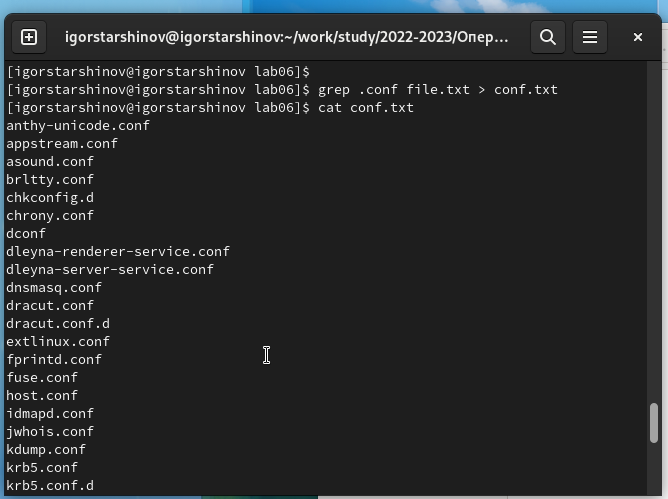 igorstarshinov@igorstarshinov:~/work/study/2022-2023/Опер...
[igorstarshinov@igorstarshinov lab06]$
[igorstarshinov@igorstarshinov lab06]$ grep .conf file.txt > conf.txt
[igorstarshinov@igorstarshinov lab06]$ cat conf.txt
anthy-unicode.conf
appstream.conf
asound.conf
brltty.conf
chkconfig.d
chrony.conf
dconf
dleyna-renderer-service.conf
dleyna-server-service.conf
dnsmasq.conf
dracut.conf
dracut.conf.d
extlinux.conf
fprintd.conf
fuse.conf
host.conf
idmapd.conf
jwhois.conf
kdump.conf
krb5.conf
krb5.conf.d